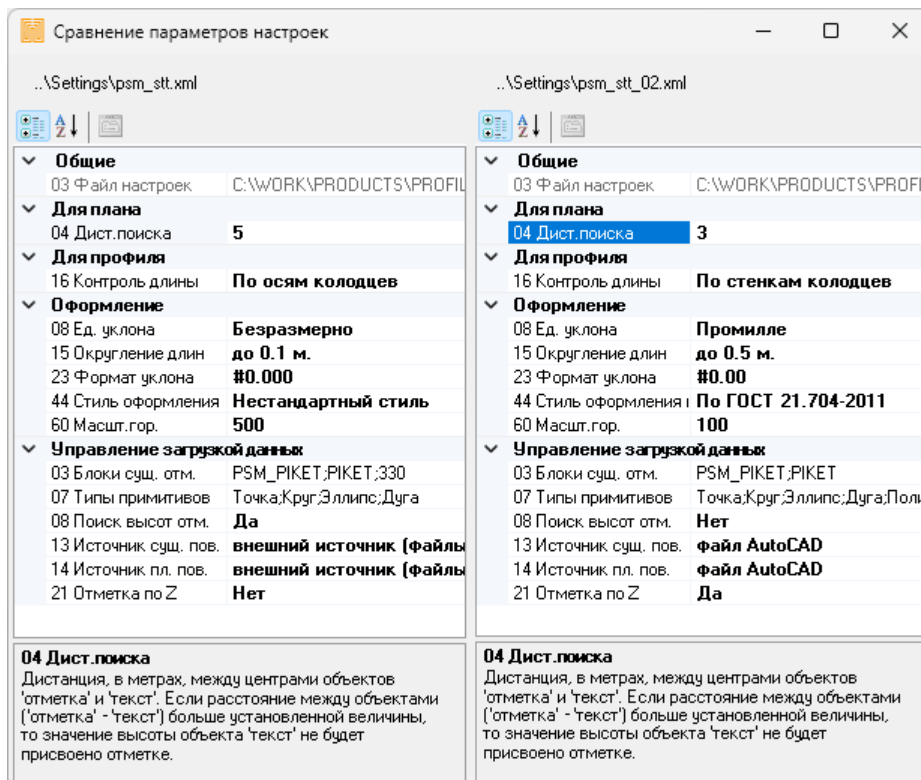 Сравнение параметров настроек
..\Settings\psm_stt.xml
Общие
03 Файл настроек C:\WORK\PRODUCTS\PROFIL
Для плана
04 Дист.поиска 5
Для профиля
16 Контроль длины По осям колодцев
Оформление
08 Ед. уклона Безразмерно
15 Округление длин до 0.1 м.
23 Формат уклона #0.000
44 Стиль оформления Нестандартный стиль
60 Масшт.гор. 500
Управление загрузкой данных
03 Блоки сущ. отм. PSM_PIKET;PIKET;330
07 Типы примитивов Точка;Круг;Эллипс;Дуга
08 Поиск высот отм. Да
13 Источник сущ. пов. внешний источник (файлы
14 Источник пл. пов. внешний источник (файлы
21 Отметка по Z Нет
04 Дист.поиска
Дистанция, в метрах, между центрами объектов
'отметка' и 'текст'. Если расстояние между объектами
('отметка' - 'текст') больше установленной величины,
то значение высоты объекта 'текст' не будет
присвоено отметке.
..\Settings\psm_stt_02.xml
Общие
03 Файл настроек C:\WORK\PRODUCTS\PROFI
Для плана
04 Дист.поиска 3
Для профиля
16 Контроль длины По стенкам колодцев
Оформление
08 Ед. уклона Промилле
15 Округление длин до 0.5 м.
23 Формат уклона #0.00
44 Стиль оформления По ГОСТ 21.704-2011
60 Масшт.гор. 100
Управление загрузкой данных
03 Блоки сущ. отм. PSM_PIKET;PIKET
07 Типы примитивов Точка;Круг;Эллипс;Дуга;Поли
08 Поиск высот отм. Нет
13 Источник сущ. пов. файл AutoCAD
14 Источник пл. пов. файл AutoCAD
21 Отметка по Z Да
04 Дист.поиска
Дистанция, в метрах, между центрами объектов
'отметка' и 'текст'. Если расстояние между объектами
('отметка' - 'текст') больше установленной величины,
то значение высоты объекта 'текст' не будет
присвоено отметке.